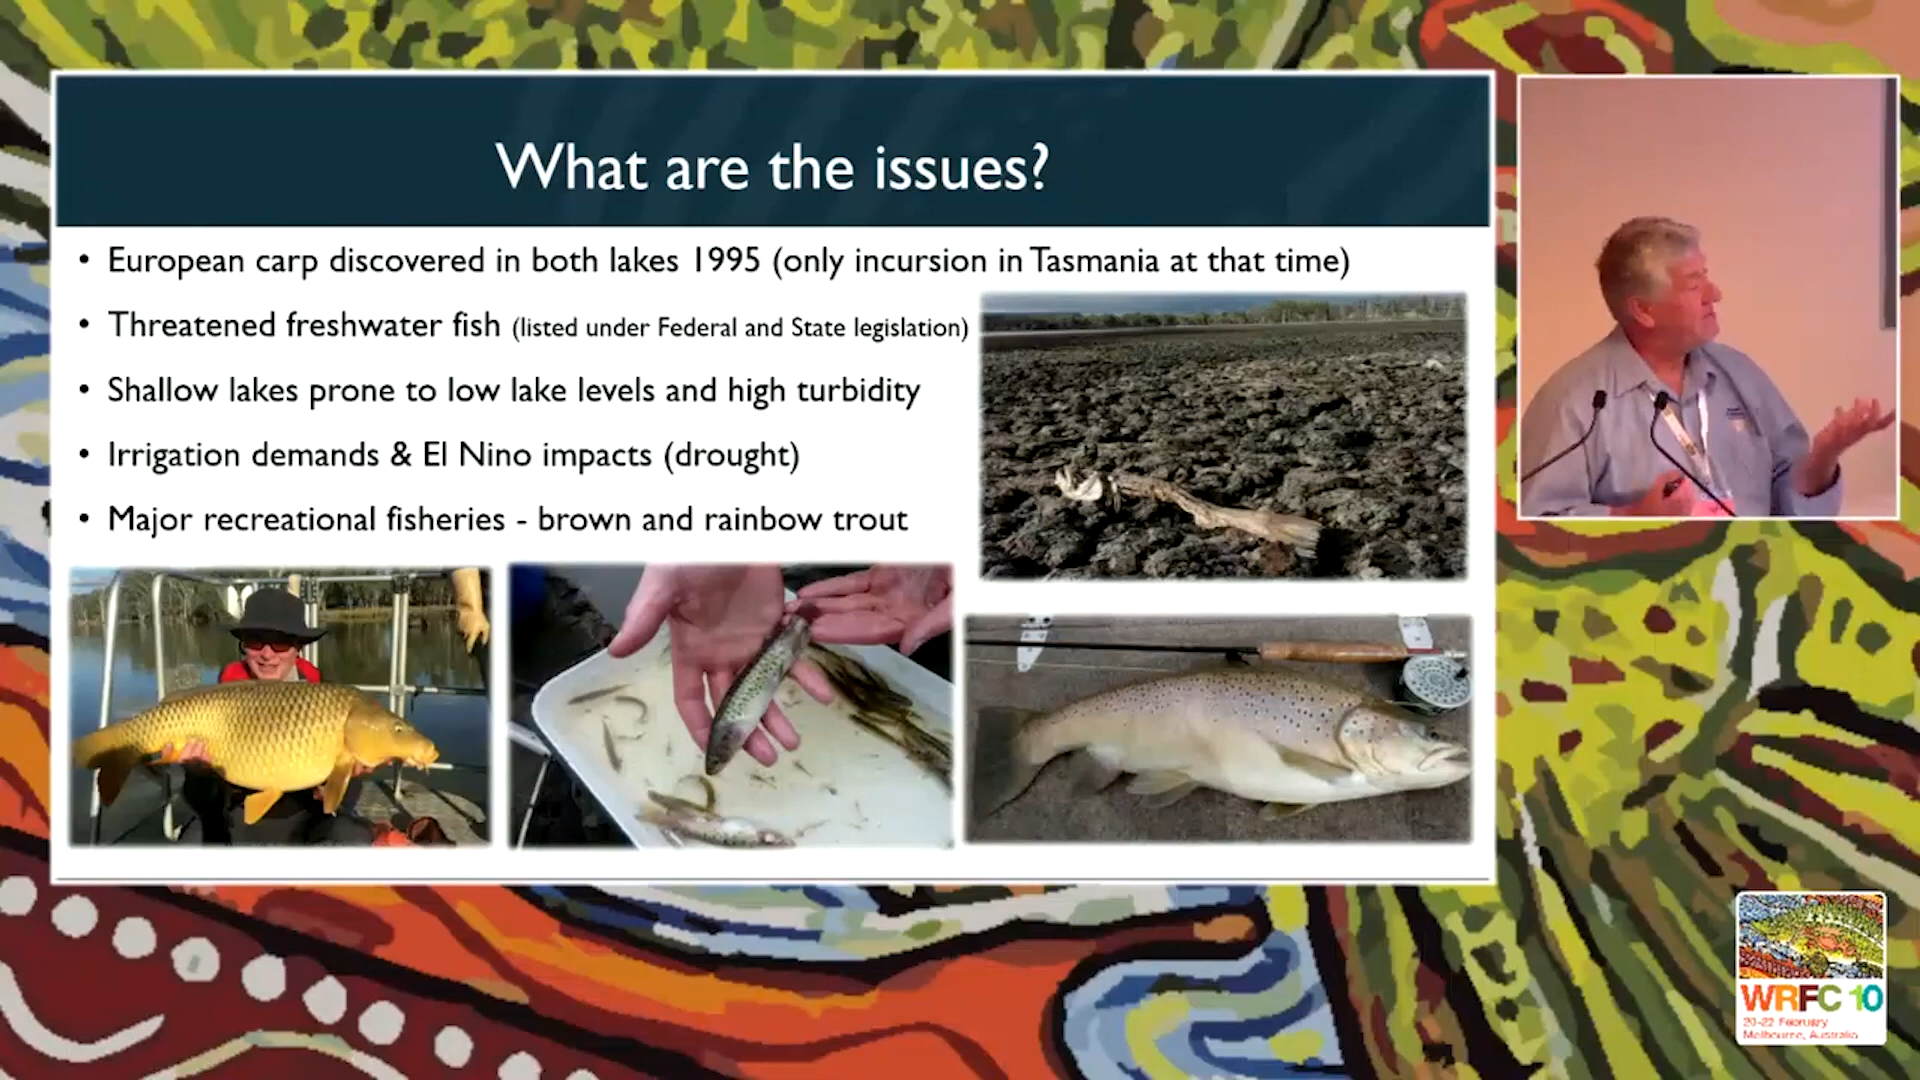 What are the issues?
• European carp discovered in both lakes 1995 (only incursion in Tasmania at that time)
• Threatened freshwater fish (listed under Federal and State legislation)
• Shallow lakes prone to low lake levels and high turbidity
• Irrigation demands & El Nino impacts (drought)
• Major recreational fisheries - brown and rainbow trout
WRFC 10
20-22 February
Melbourne, Australia